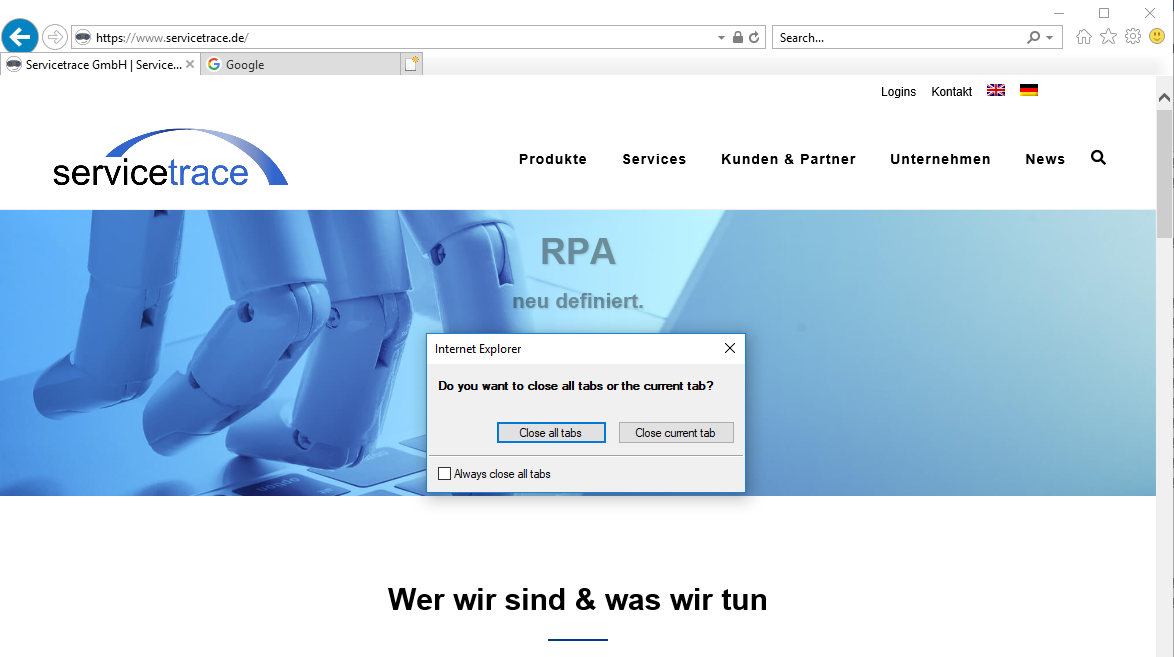 https://www.servicetrace.de/
Search...
Servicetrace GmbH | Service...
Google
Logins Kontakt
servicetrace
Produkte Services Kunden & Partner Unternehmen News
RPA
neu definiert.
Internet Explorer
Do you want to close all tabs or the current tab?
Close all tabs Close current tab
Always close all tabs
Wer wir sind & was wir tun